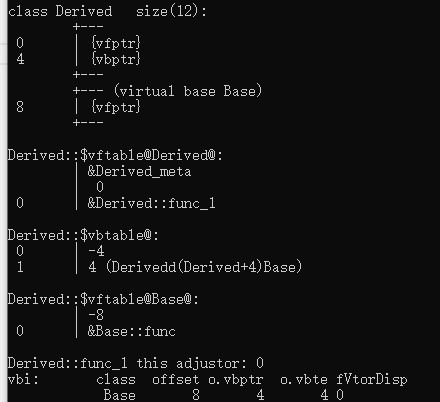 class Derived size(12):
+---
0 | {vfptr}
4 | {vbptr}
+---
+--- (virtual base Base)
8 | {vfptr}
+---
Derived::$vftable@Derived@:
| &Derived_meta
| 0
0 | &Derived::func_1
Derived::$vbtable@:
0 | -4
1 | 4 (Derivedd(Derived+4)Base)
Derived::$vftable@Base@:
| -8
0 | &Base::func
Derived::func_1 this adjustor: 0
vbi: class offset o.vbptr o.vbte fVtorDisp
Base 8 4 4 0